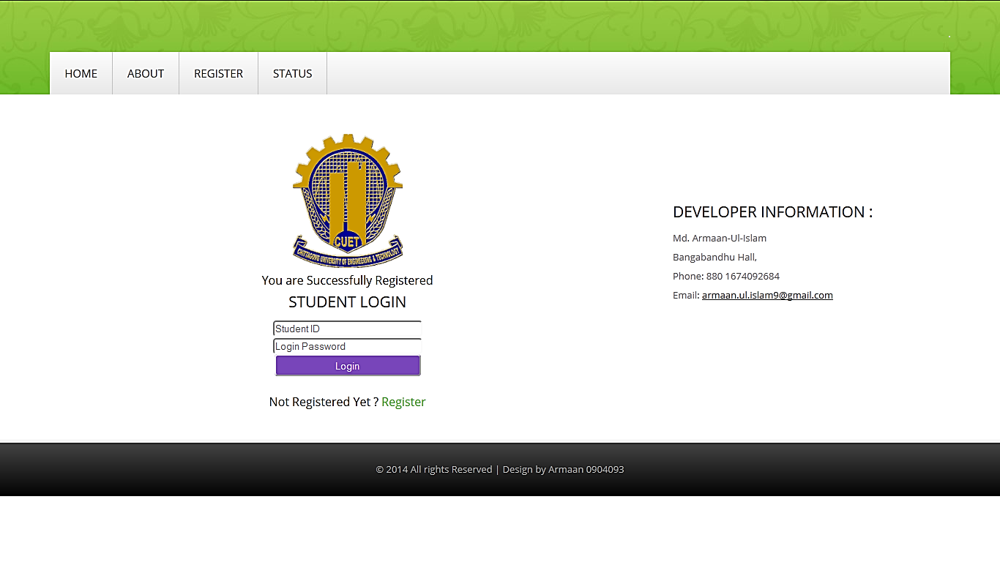 HOME ABOUT REGISTER STATUS
CUET
CHITTAGONG UNIVERSITY OF ENGINEERING & TECHNOLOGY
You are Successfully Registered
STUDENT LOGIN
Student ID
Login Password
Login
Not Registered Yet ? Register
DEVELOPER INFORMATION :
Md. Armaan-Ul-Islam
Bangabandhu Hall,
Phone: 880 1674092684
Email: armaan.ul.islam9@gmail.com
© 2014 All rights Reserved | Design by Armaan 0904093